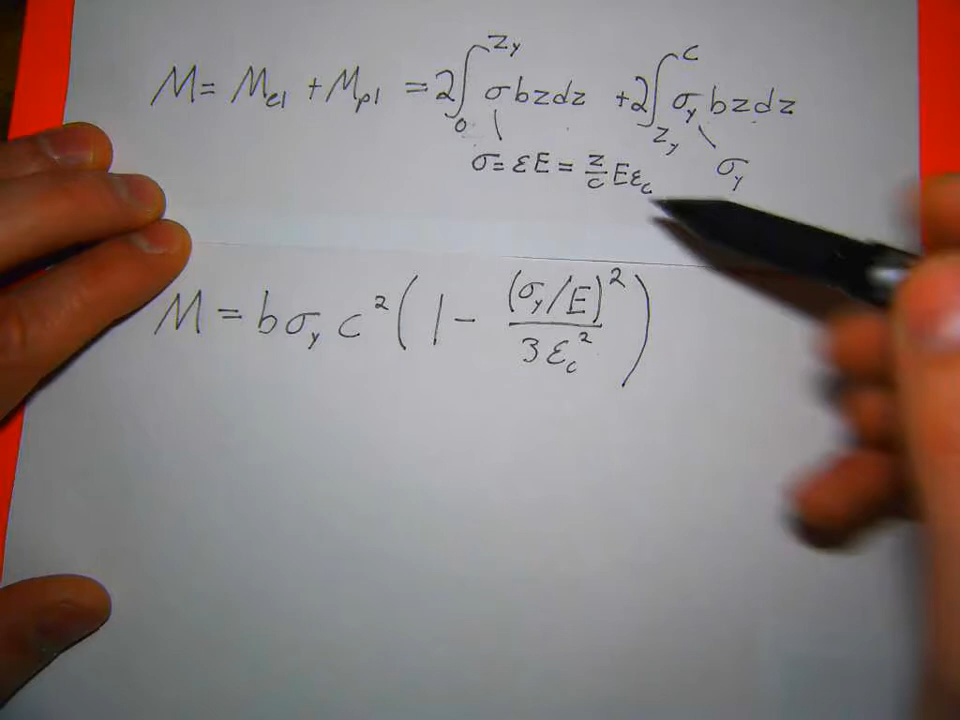 M = M_el + M_pl = 2∫_0^{z_y} σ b z dz + 2∫_{z_y}^{c} σ_y b z dz
σ = εE = z/c E ε_c σ_y
M = b σ_y c² (1 − (σ_y/E)² / 3ε_c²)